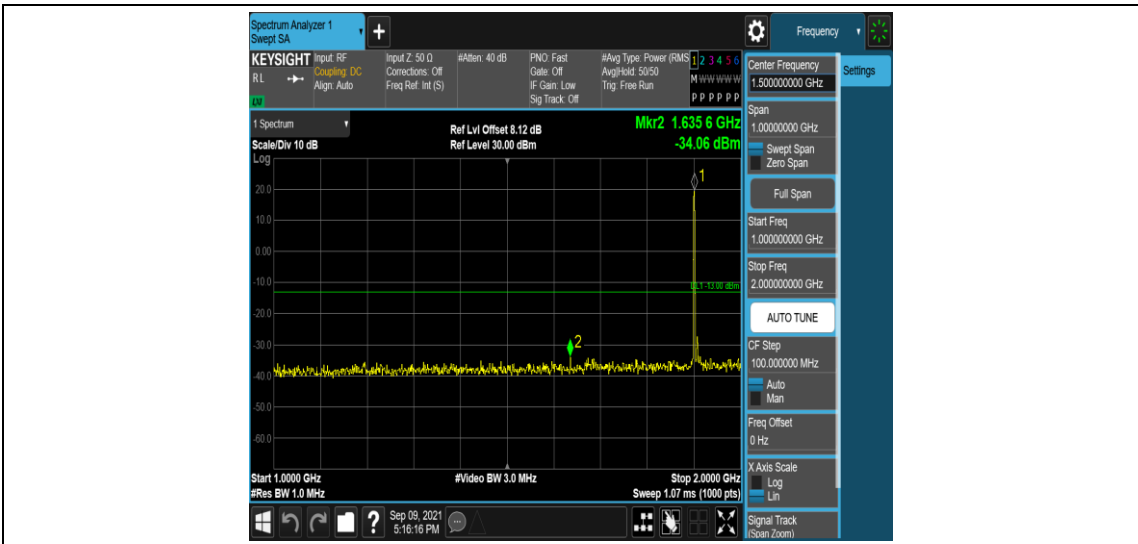 Spectrum Analyzer 1
Swept SA
+
Frequency
KEYSIGHT
RL
LXI
Input: RF
Coupling: DC
Align: Auto
Input Z: 50 Ω
Corrections: Off
Freq Ref: Int (S)
#Atten: 40 dB
PNO: Fast
Gate: Off
IF Gain: Low
Sig Track: Off
#Avg Type: Power (RMS
Avg|Hold: 50/50
Trig: Free Run
1 2 3 4 5 6
M W W W W W
P P P P P P
Center Frequency
1.500000000 GHz
Settings
Span
1.00000000 GHz
Swept Span
Zero Span
Full Span
Start Freq
1.000000000 GHz
Stop Freq
2.000000000 GHz
AUTO TUNE
CF Step
100.000000 MHz
Auto
Man
Freq Offset
0 Hz
X Axis Scale
Log
Lin
Signal Track
(Span Zoom)
1 Spectrum
Scale/Div 10 dB
Log
Ref Lvl Offset 8.12 dB
Ref Level 30.00 dBm
Mkr2 1.635 6 GHz
-34.06 dBm
1
20.0
10.0
0.00
-10.0
DL1 -13.00 dBm
-20.0
-30.0
2
-40.0
-50.0
-60.0
Start 1.0000 GHz
#Res BW 1.0 MHz
#Video BW 3.0 MHz
Stop 2.0000 GHz
Sweep 1.07 ms (1000 pts)
?
Sep 09, 2021
5:16:16 PM